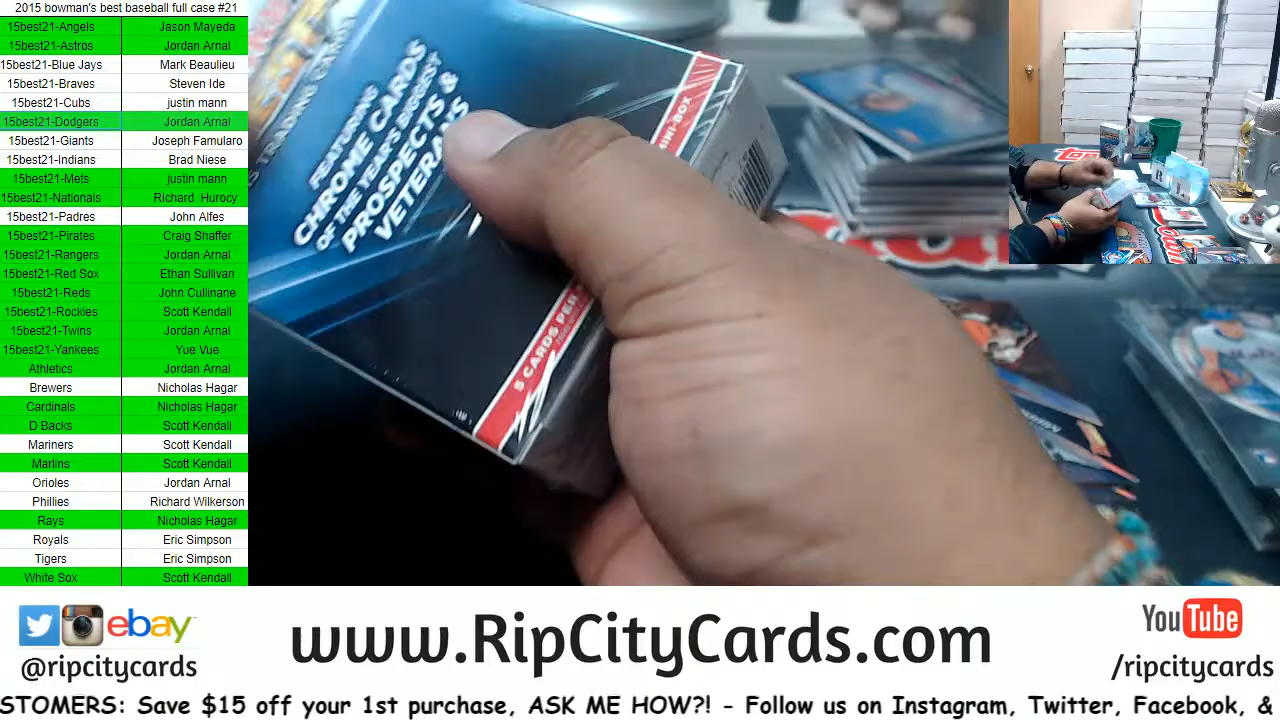 2015 bowman's best baseball full case #21
15best21-Angels Jason Mayeda
15best21-Astros Jordan Arnal
15best21-Blue Jays Mark Beaulieu
15best21-Braves Steven Ide
15best21-Cubs justin mann
15best21-Dodgers Jordan Arnal
15best21-Giants Joseph Famularo
15best21-Indians Brad Niese
15best21-Mets justin mann
15best21-Nationals Richard Hurocy
15best21-Padres John Alfes
15best21-Pirates Craig Shaffer
15best21-Rangers Jordan Arnal
15best21-Red Sox Ethan Sullivan
15best21-Reds John Cullinane
15best21-Rockies Scott Kendall
15best21-Twins Jordan Arnal
15best21-Yankees Yue Vue
Athletics Jordan Arnal
Brewers Nicholas Hagar
Cardinals Nicholas Hagar
D Backs Scott Kendall
Mariners Scott Kendall
Marlins Scott Kendall
Orioles Jordan Arnal
Phillies Richard Wilkerson
Rays Nicholas Hagar
Royals Eric Simpson
Tigers Eric Simpson
White Sox Scott Kendall
FEATURING
CHROME CARDS
OF THE YEAR'S BIGGEST
PROSPECTS &
VETERA
MINI-BOX
5 CARDS PER
ebay
@ripcitycards
www.RipCityCards.com
YouTube
/ripcitycards
STOMERS: Save $15 off your 1st purchase, ASK ME HOW?! - Follow us on Instagram, Twitter, Facebook, &